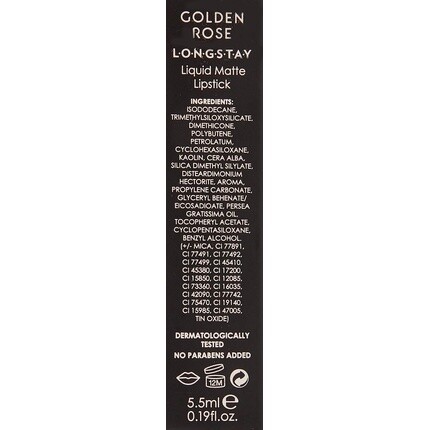 GOLDEN
ROSE
L•O•N•G•S•T•A•Y
Liquid Matte
Lipstick
INGREDIENTS:
ISODODECANE,
TRIMETHYLSILOXYSILICATE,
DIMETHICONE,
POLYBUTENE,
PETROLATUM,
CYCLOHEXASILOXANE,
KAOLIN, CERA ALBA,
SILICA DIMETHYL SILYLATE,
DISTEARDIMONIUM
HECTORITE, AROMA,
PROPYLENE CARBONATE,
GLYCERYL BEHENATE/
EICOSADIOATE, PERSEA
GRATISSIMA OIL,
TOCOPHERYL ACETATE,
CYCLOPENTASILOXANE,
BENZYL ALCOHOL.
(+/- MICA, CI 77891,
CI 77491, CI 77492,
CI 77499, CI 45410,
CI 45380, CI 17200,
CI 15850, CI 12085,
CI 73360, CI 16035,
CI 42090, CI 77742,
CI 75470, CI 19140,
CI 15985, CI 47005,
TIN OXIDE)
DERMATOLOGICALLY
TESTED
NO PARABENS ADDED
12M
5.5ml e
0.19fl.oz.